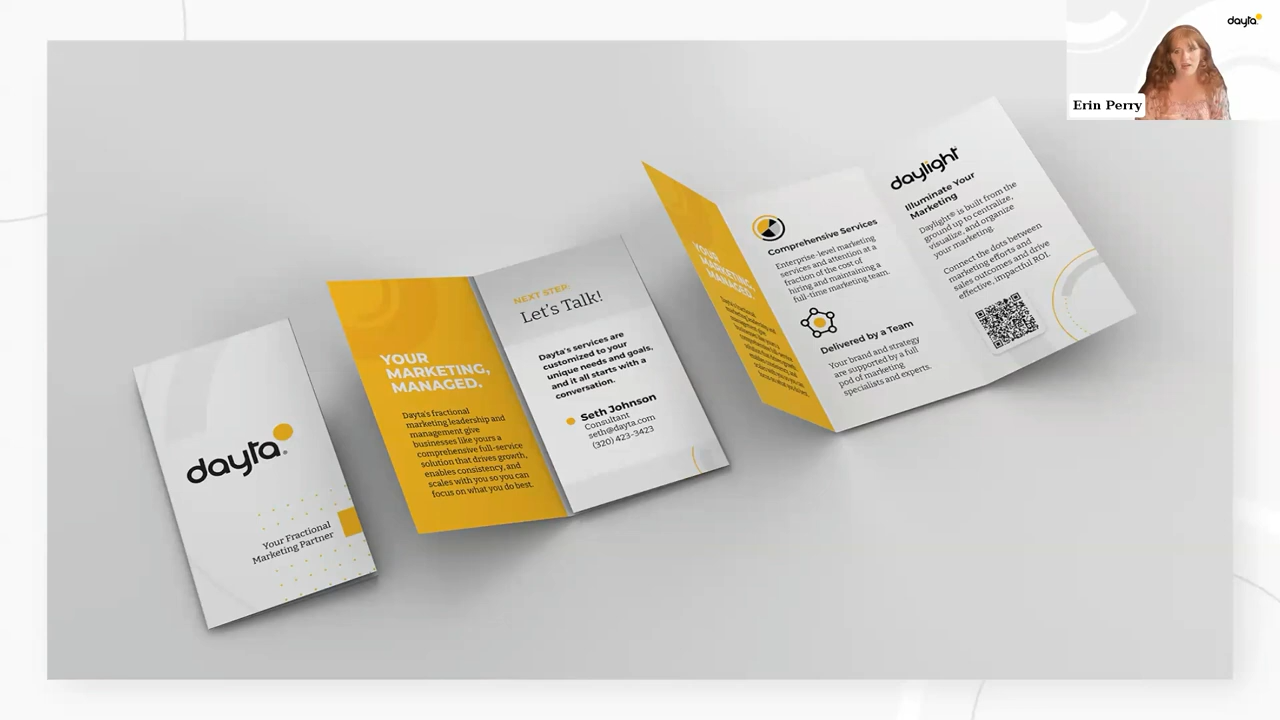 dayta
Erin Perry
dayta
Your Fractional
Marketing Partner
YOUR
MARKETING,
MANAGED.
Dayta's fractional
marketing leadership and
management give
businesses like yours a
comprehensive full-service
solution that drives growth,
enables consistency, and
scales with you so you can
focus on what you do best.
NEXT STEP:
Let's Talk!
Dayta's services are
customized to your
unique needs and goals,
and it all starts with a
conversation.
Seth Johnson
Consultant
seth@dayta.com
(320) 423-3423
YOUR
MARKETING,
MANAGED.
Comprehensive Services
Enterprise-level marketing
services and attention at a
fraction of the cost of
hiring and maintaining a
full-time marketing team.
Delivered by a Team
Your brand and strategy
are supported by a full
pod of marketing
specialists and experts.
daylight
Illuminate Your
Marketing
Daylight® is built from the
ground up to centralize,
visualize, and organize
your marketing.
Connect the dots between
marketing efforts and
sales outcomes and drive
effective, impactful ROI.